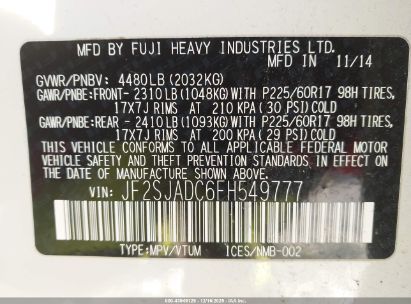 MFD BY FUJI HEAVY INDUSTRIES LTD.
11/14
GVWR/PNBV: 4480LB (2032KG)
GAWR/PNBE:FRONT- 2310LB (1048KG)WITH P225/60R17 98H TIRES,
17X7J RIMS AT 210 KPA (30 PSI)COLD
GAWR/PNBE:REAR - 2410LB (1093KG)WITH P225/60R17 98H TIRES,
17X7J RIMS AT 200 KPA (29 PSI)COLD
THIS VEHICLE CONFORMS TO ALL APPLICABLE FEDERAL MOTOR
VEHICLE SAFETY, BUMPER, AND THEFT PREVENTION STANDARDS
IN EFFECT ON THE DATE OF MANUFACTURE SHOWN ABOVE.
VIN: JF2SJADC6FH549777
TYPE:MPV/VTUM ICES/NMB-002